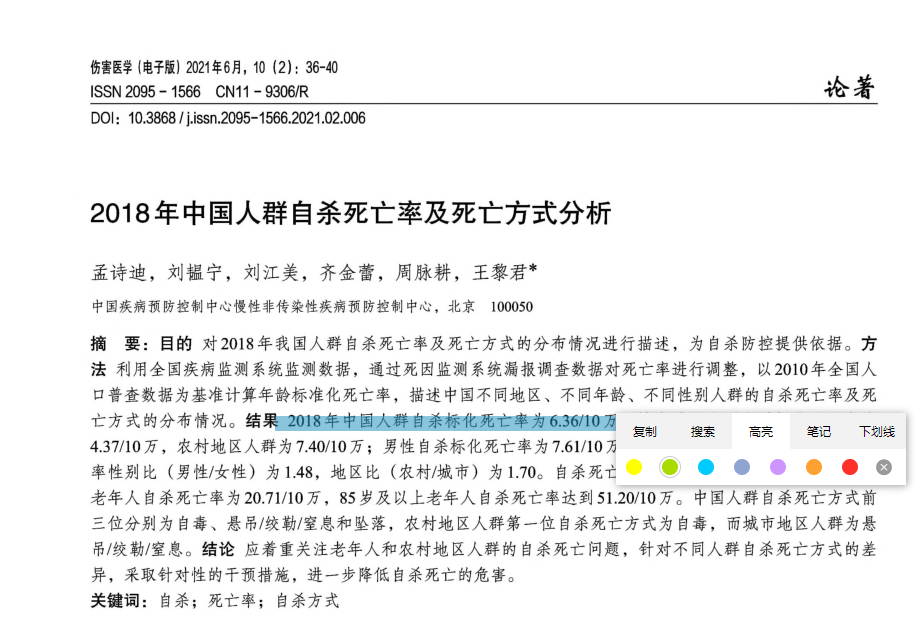 伤害医学(电子版)2021年6月,10(2):36-40
ISSN 2095-1566 CN11-9306/R
论著
DOI:10.3868/j.issn.2095-1566.2021.02.006
2018年中国人群自杀死亡率及死亡方式分析
孟诗迪,刘韫宁,刘江美,齐金蕾,周脉耕,王黎君*
中国疾病预防控制中心慢性非传染性疾病预防控制中心,北京 100050
摘 要:目的 对2018年我国人群自杀死亡率及死亡方式的分布情况进行描述,为自杀防控提供依据。方
法 利用全国疾病监测系统监测数据,通过死因监测系统漏报调查数据对死亡率进行调整,以2010年全国人
口普查数据为基准计算年龄标准化死亡率,描述中国不同地区、不同年龄、不同性别人群的自杀死亡率及死
亡方式的分布情况。结果 2018年中国人群自杀标化死亡率为6.36/10万
4.37/10万,农村地区人群为7.40/10万;男性自杀标化死亡率为7.61/10万
率性别比(男性/女性)为1.48,地区比(农村/城市)为1.70。自杀死亡
老年人自杀死亡率为20.71/10万,85岁及以上老年人自杀死亡率达到51.20/10万。中国人群自杀死亡方式前
三位分别为自毒、悬吊/绞勒/窒息和坠落,农村地区人群第一位自杀死亡方式为自毒,而城市地区人群为悬
吊/绞勒/窒息。结论 应着重关注老年人和农村地区人群的自杀死亡问题,针对不同人群自杀死亡方式的差
异,采取针对性的干预措施,进一步降低自杀死亡的危害。
关键词:自杀;死亡率;自杀方式
复制 搜索 高亮 笔记 下划线